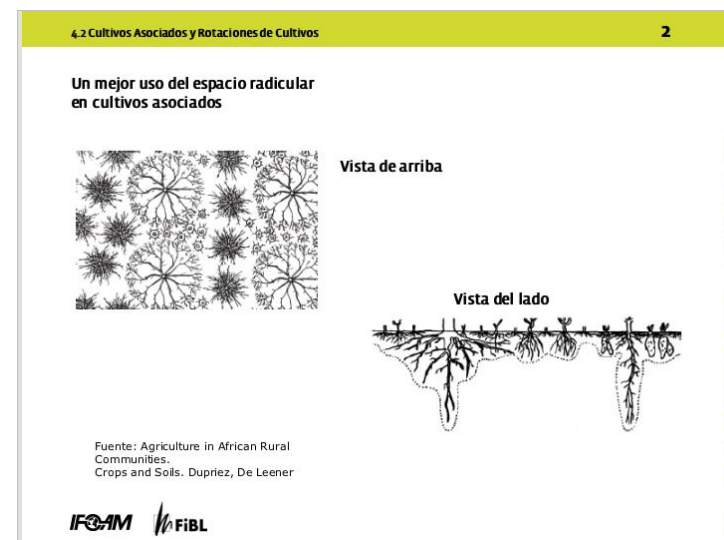 4.2 Cultivos Asociados y Rotaciones de Cultivos
2
Un mejor uso del espacio radicular
en cultivos asociados
Vista de arriba
Vista del lado
Fuente: Agriculture in African Rural
Communities.
Crops and Soils. Dupriez, De Leener
IFOAM
FiBL